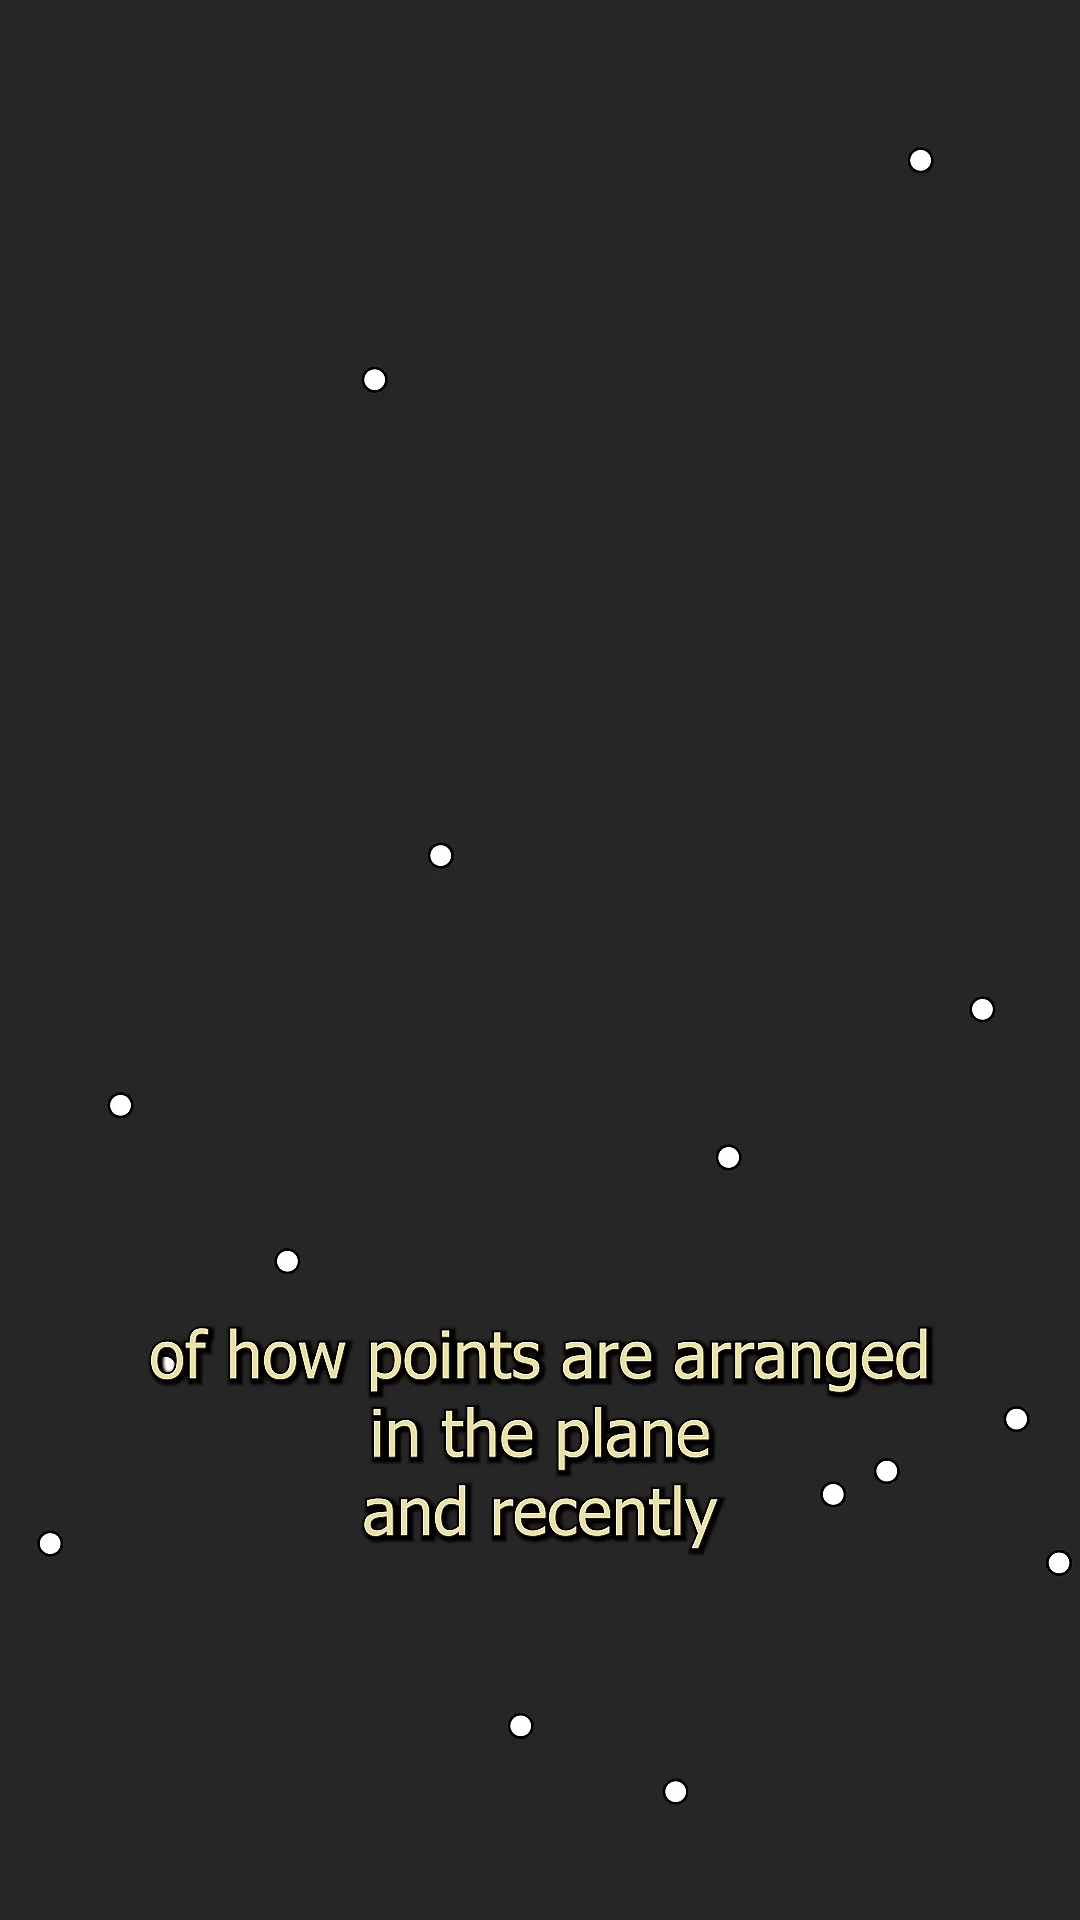 of how points are arranged
in the plane
and recently